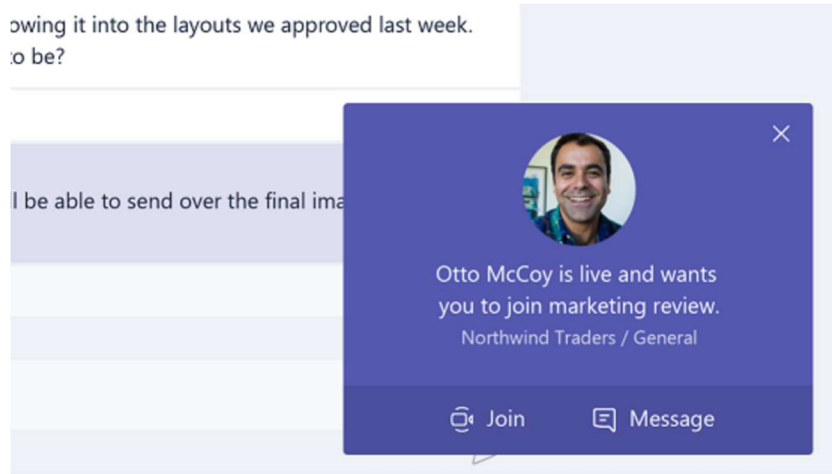 owing it into the layouts we approved last week.
to be?
l be able to send over the final ima
Otto McCoy is live and wants
you to join marketing review.
Northwind Traders / General
Join
Message